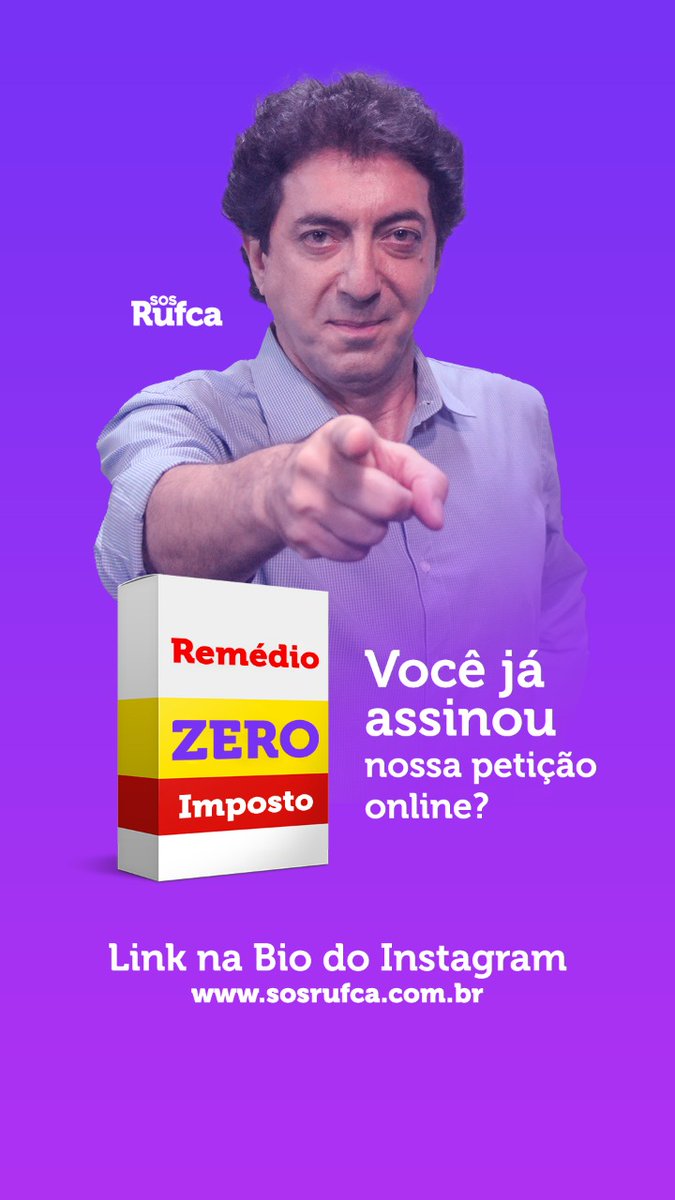 SOS
Rufca
Remédio
ZERO
Imposto
Você já
assinou
nossa petição
online?
Link na Bio do Instagram
www.sosrufca.com.br